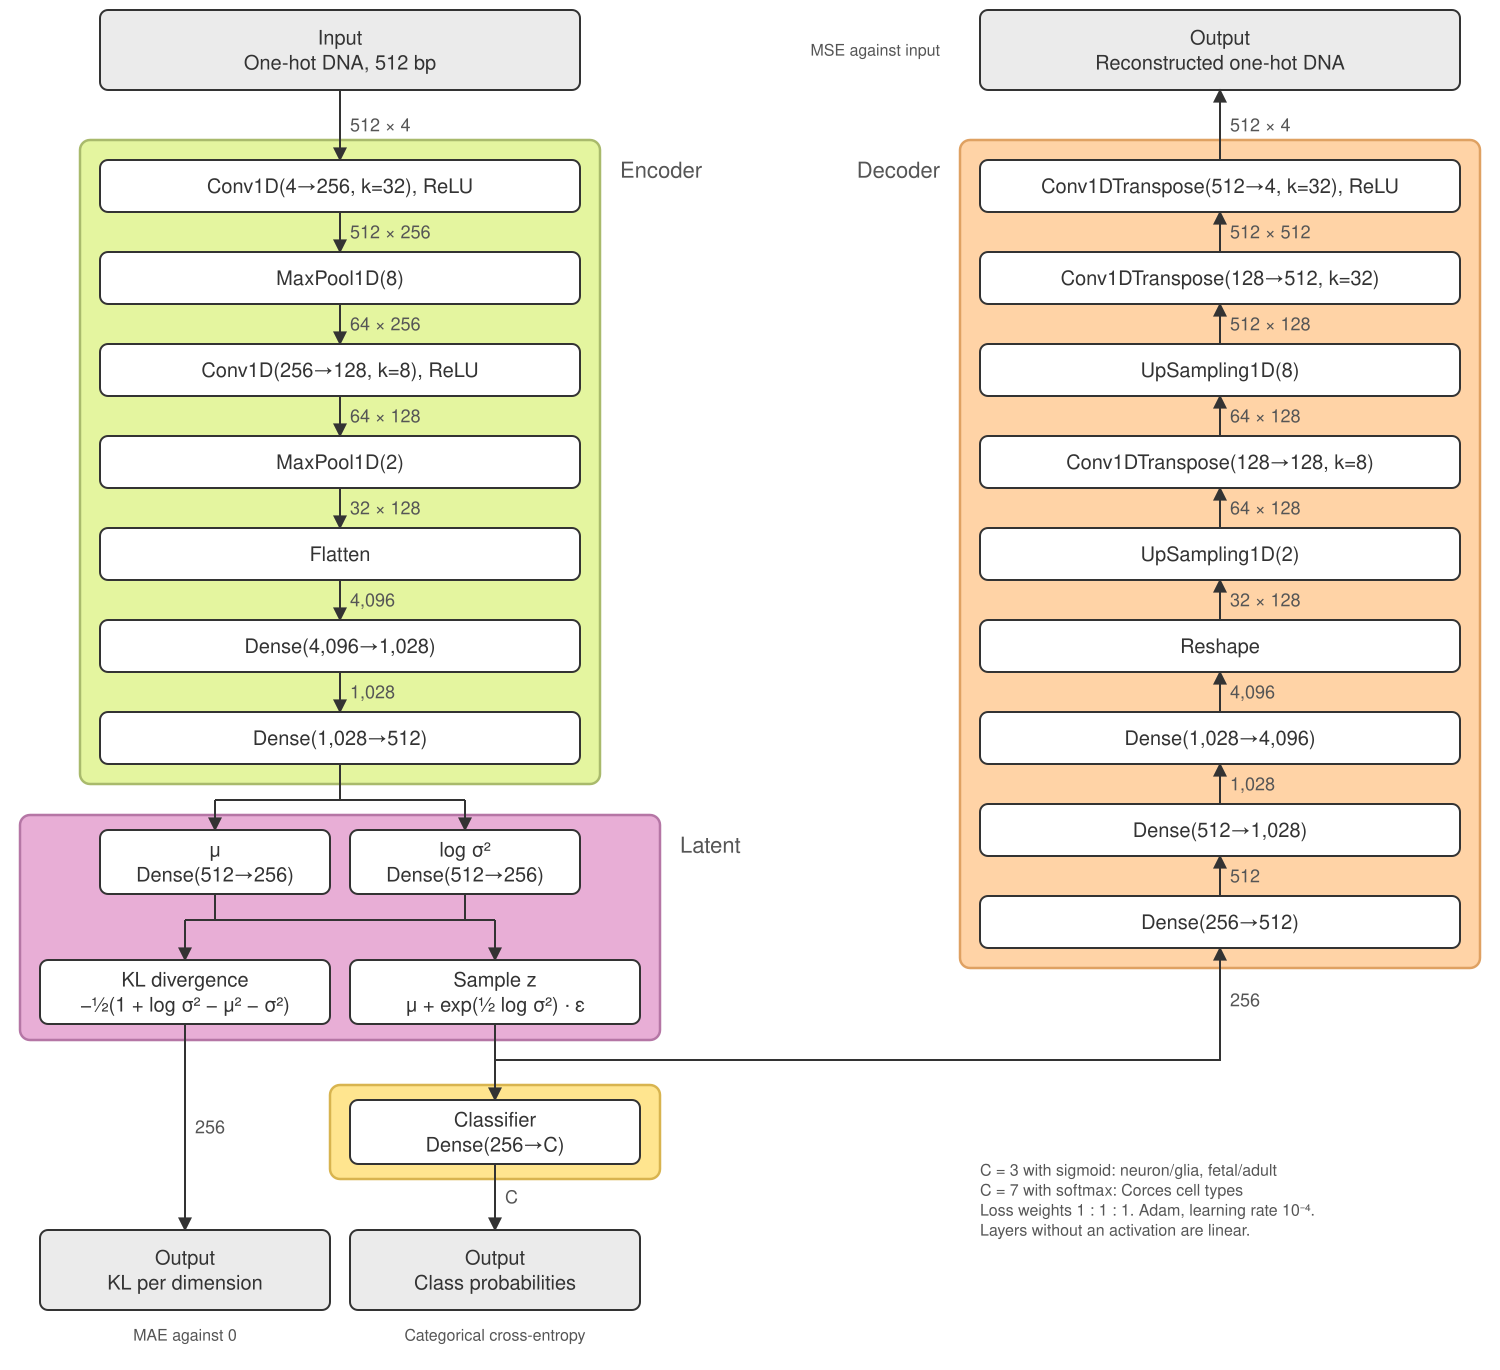 Input
One-hot DNA, 512 bp
512 × 4
Encoder
Conv1D(4→256, k=32), ReLU
512 × 256
MaxPool1D(8)
64 × 256
Conv1D(256→128, k=8), ReLU
64 × 128
MaxPool1D(2)
32 × 128
Flatten
4,096
Dense(4,096→1,028)
1,028
Dense(1,028→512)
Latent
μ
Dense(512→256)
log σ²
Dense(512→256)
KL divergence
−½(1 + log σ² − μ² − σ²)
Sample z
μ + exp(½ log σ²) · ε
256
Classifier
Dense(256→C)
C
Output
KL per dimension
MAE against 0
Output
Class probabilities
Categorical cross-entropy
MSE against input
Output
Reconstructed one-hot DNA
512 × 4
Decoder
Conv1DTranspose(512→4, k=32), ReLU
512 × 512
Conv1DTranspose(128→512, k=32)
512 × 128
UpSampling1D(8)
64 × 128
Conv1DTranspose(128→128, k=8)
64 × 128
UpSampling1D(2)
32 × 128
Reshape
4,096
Dense(1,028→4,096)
1,028
Dense(512→1,028)
512
Dense(256→512)
256
C = 3 with sigmoid: neuron/glia, fetal/adult
C = 7 with softmax: Corces cell types
Loss weights 1 : 1 : 1. Adam, learning rate 10⁻⁴.
Layers without an activation are linear.